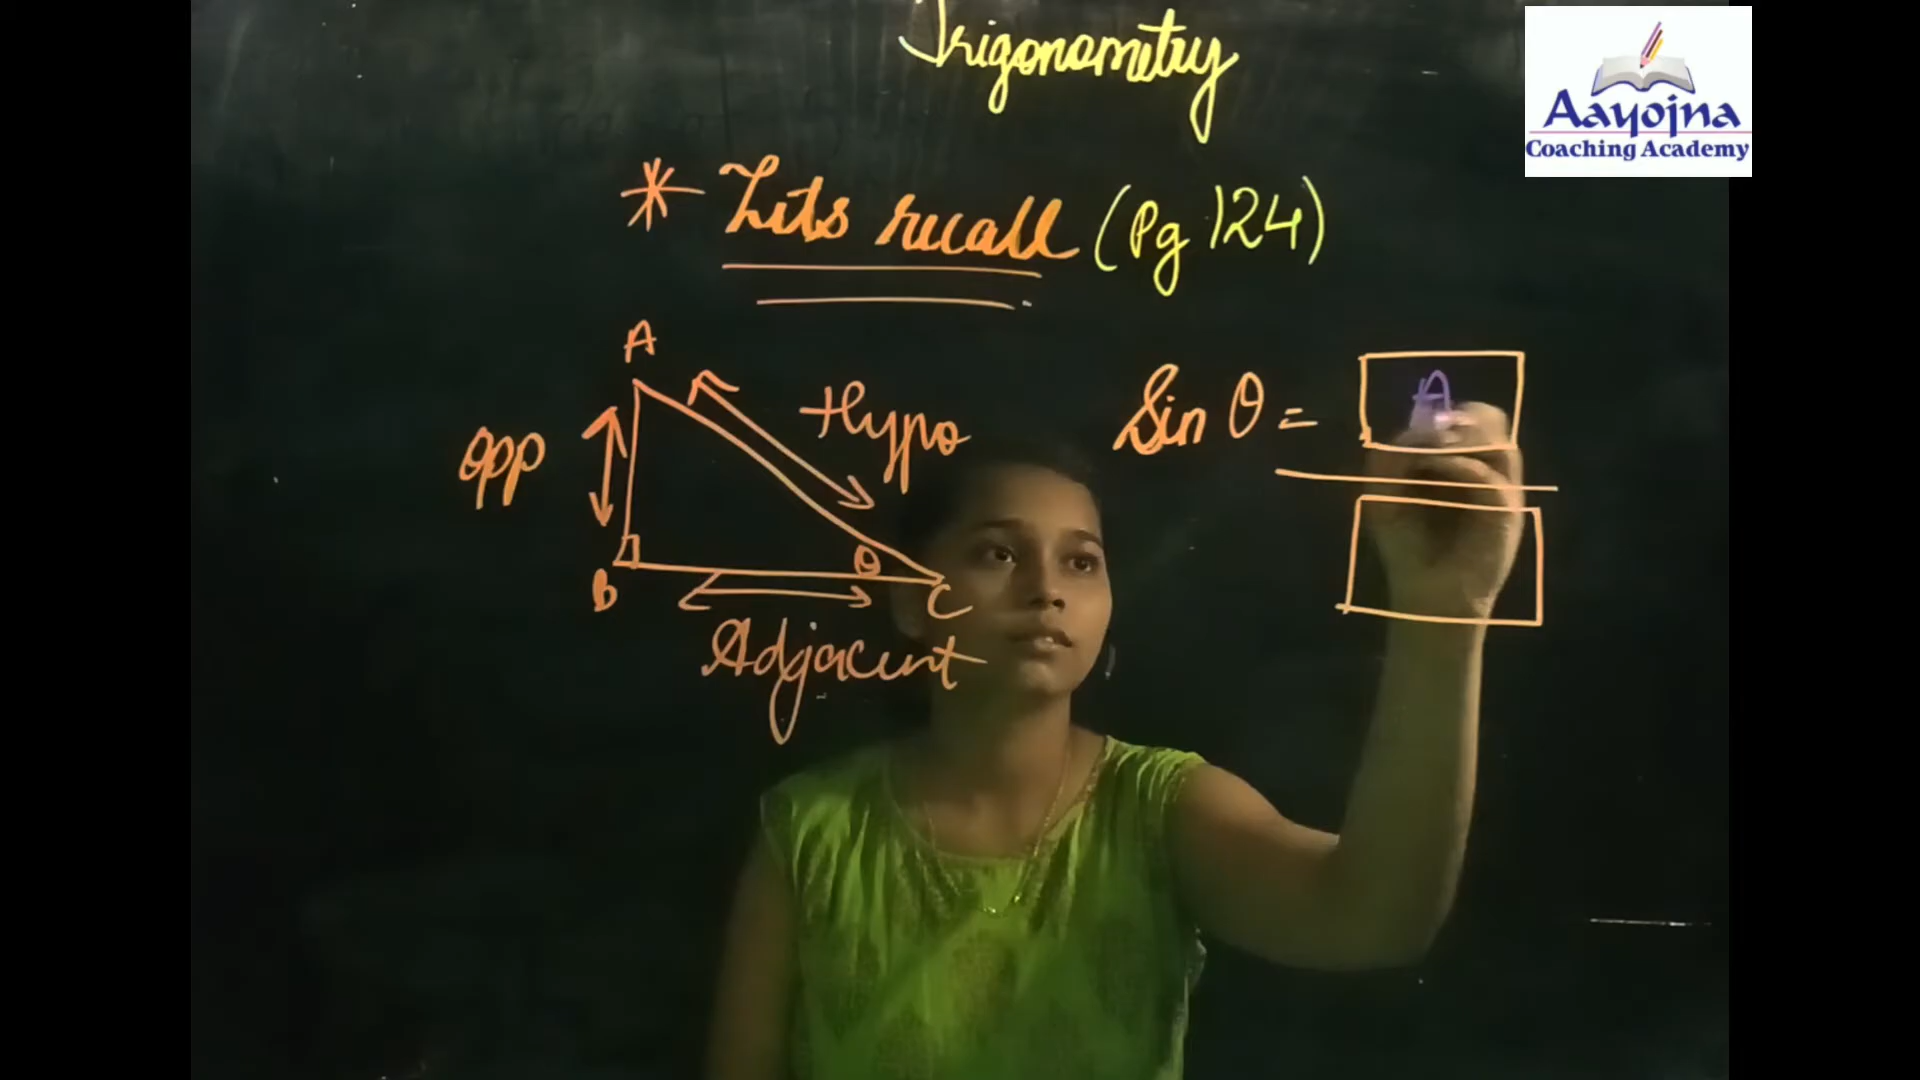 Trigonometry
Aayojna
Coaching Academy
* Lets recall (Pg 124)
A
Hypo
Opp
Sin θ =
A
θ
B
C
Adjacent